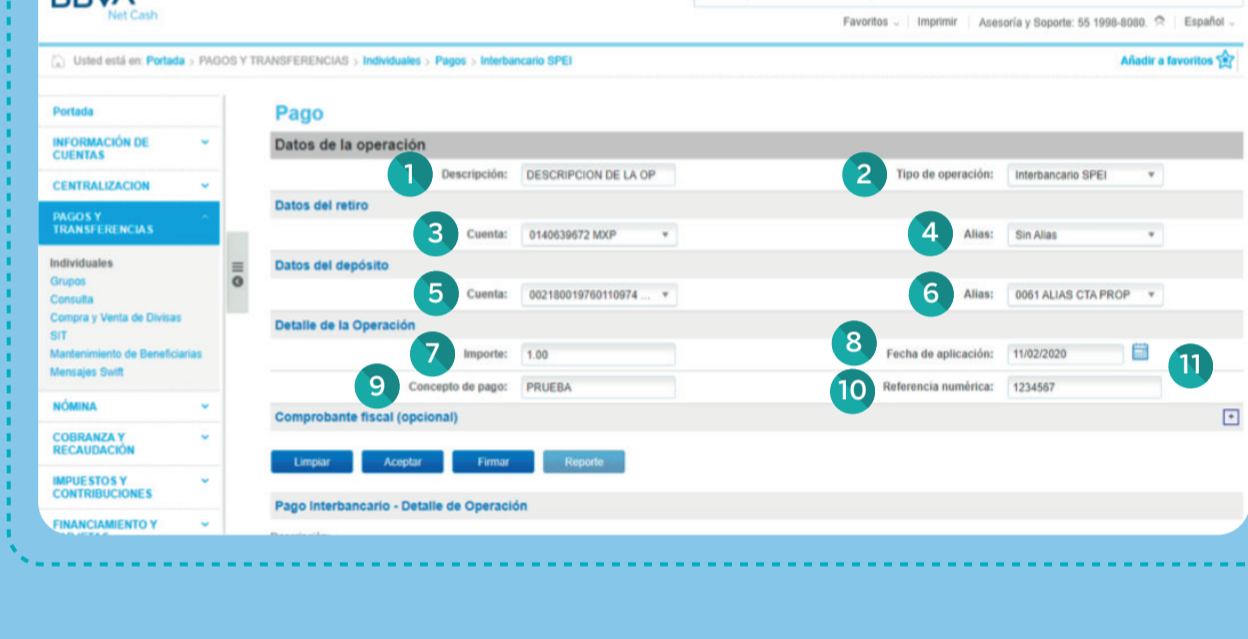 BBVA
Net Cash
Favoritos | Imprimir | Asesoría y Soporte: 55 1998-8080. Español
Usted está en: Portada > PAGOS Y TRANSFERENCIAS > Individuales > Pagos > Interbancario SPEI
Añadir a favoritos
Portada
INFORMACIÓN DE
CUENTAS
CENTRALIZACION
PAGOS Y
TRANSFERENCIAS
Individuales
Grupos
Consulta
Compra y Venta de Divisas
SIT
Mantenimiento de Beneficiarias
Mensajes Swift
NÓMINA
COBRANZA Y
RECAUDACIÓN
IMPUESTOS Y
CONTRIBUCIONES
FINANCIAMIENTO Y
Pago
Datos de la operación
1 Descripción: DESCRIPCION DE LA OP
2 Tipo de operación: Interbancario SPEI
Datos del retiro
3 Cuenta: 0140639672 MXP
4 Alias: Sin Alias
Datos del depósito
5 Cuenta: 002180019760110974 ...
6 Alias: 0061 ALIAS CTA PROP
Detalle de la Operación
7 Importe: 1.00
8 Fecha de aplicación: 11/02/2020
11
9 Concepto de pago: PRUEBA
10 Referencia numérica: 1234567
Comprobante fiscal (opcional) +
Limpiar Aceptar Firmar Reporte
Pago Interbancario - Detalle de Operación